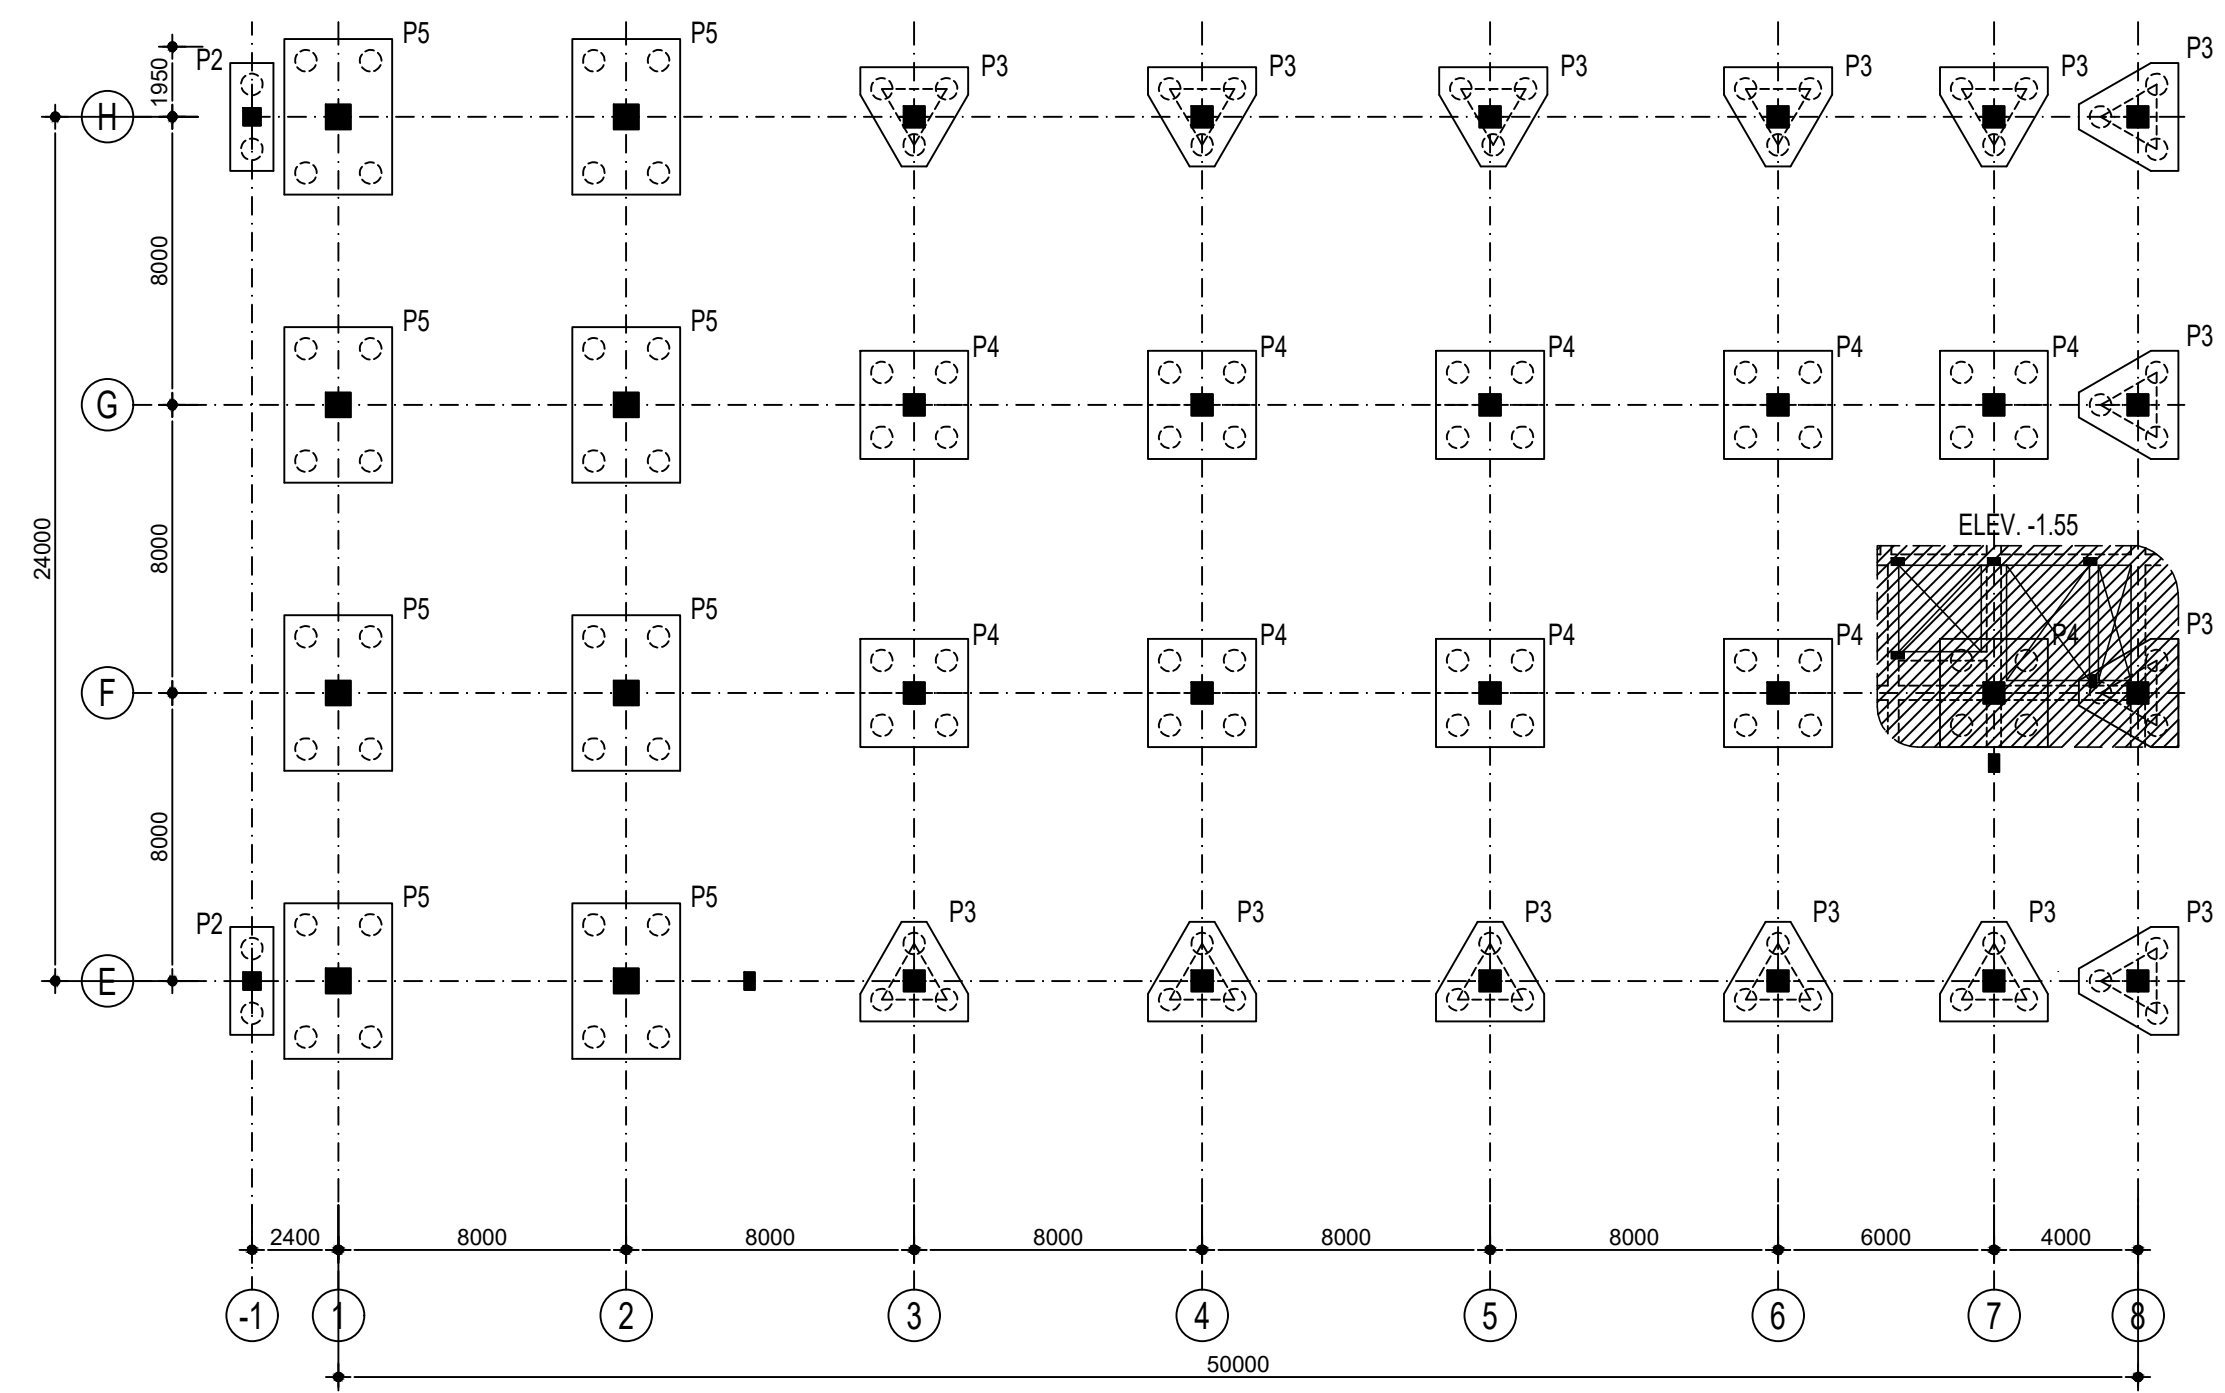 P5 P5
P2 P3 P3 P3 P3 P3 P3
1950
H
8000
P5 P5
P4 P4 P4 P4 P4 P3
G
24000
8000
ELEV. -1.55
P5 P5
P4 P4 P4 P4 P4 P3
F
8000
P5 P5
P2 P3 P3 P3 P3 P3 P3
E
2400 8000 8000 8000 8000 8000 6000 4000
-1 1 2 3 4 5 6 7 8
50000